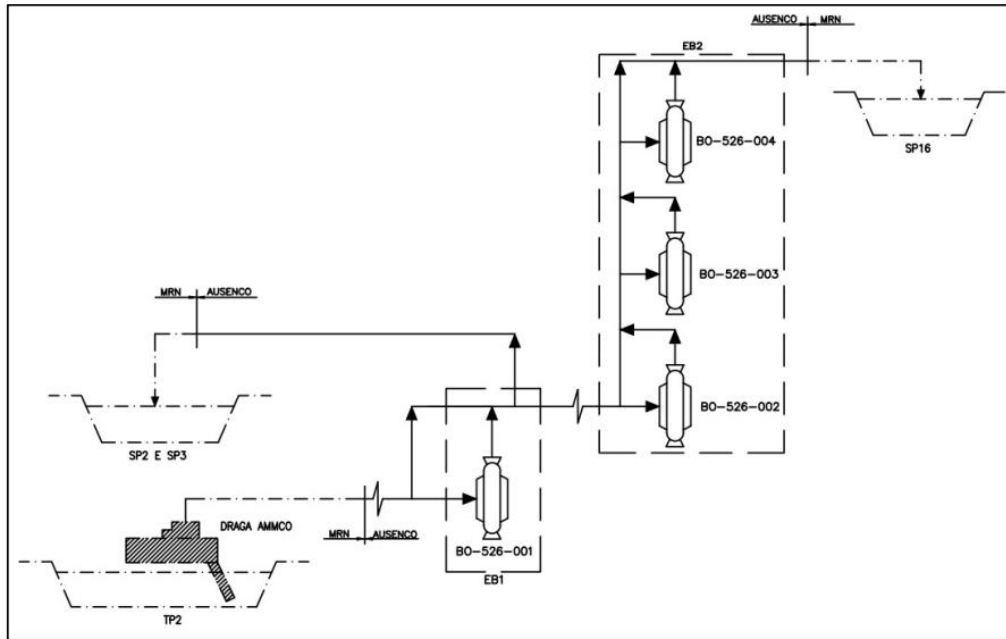 AUSENCO MRN
EB2
BO-526-004
SP16
BO-526-003
MRN AUSENCO
BO-526-002
SP2 E SP3
DRAGA AMMCO
MRN AUSENCO
BO-526-001
EB1
TP2